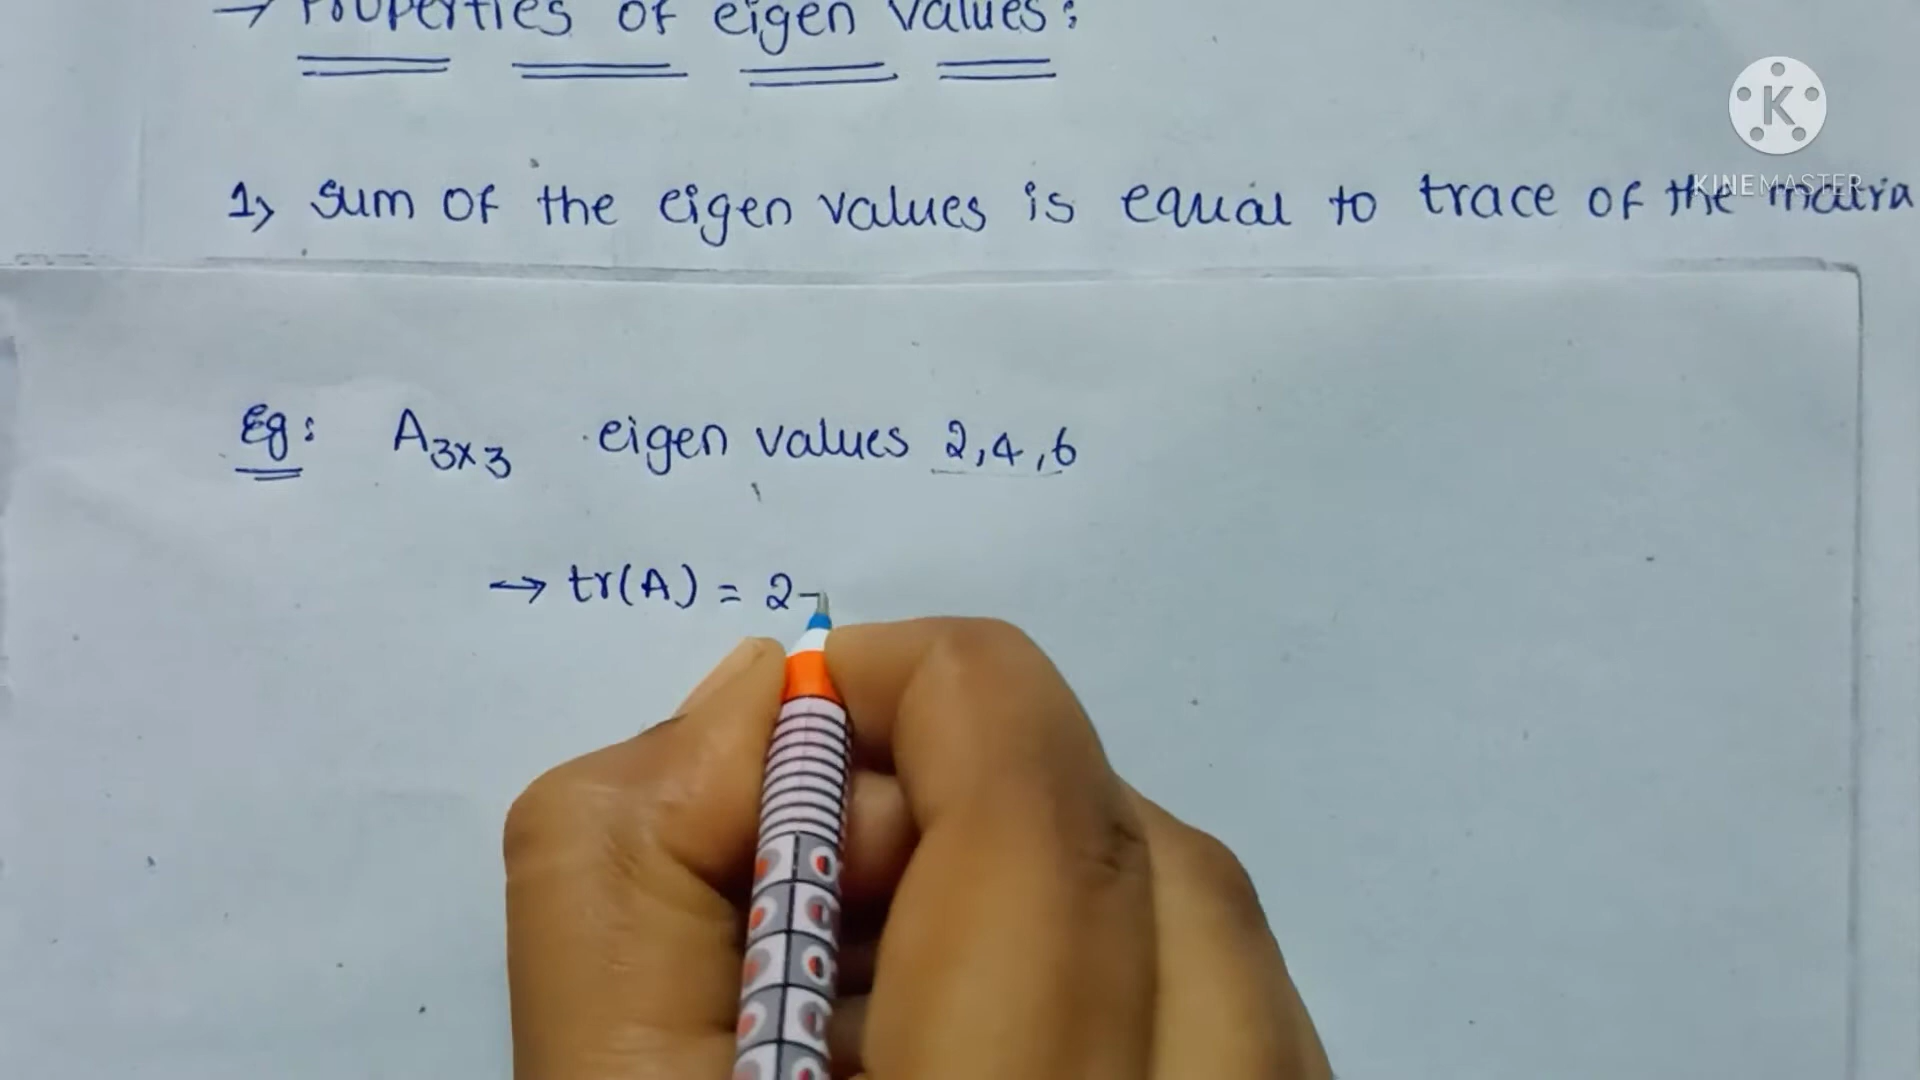 → Properties of eigen values:
K
KINEMASTER
1) sum of the eigen values is equal to trace of the
Eg: A3x3 eigen values 2,4,6
→ tr(A) = 2